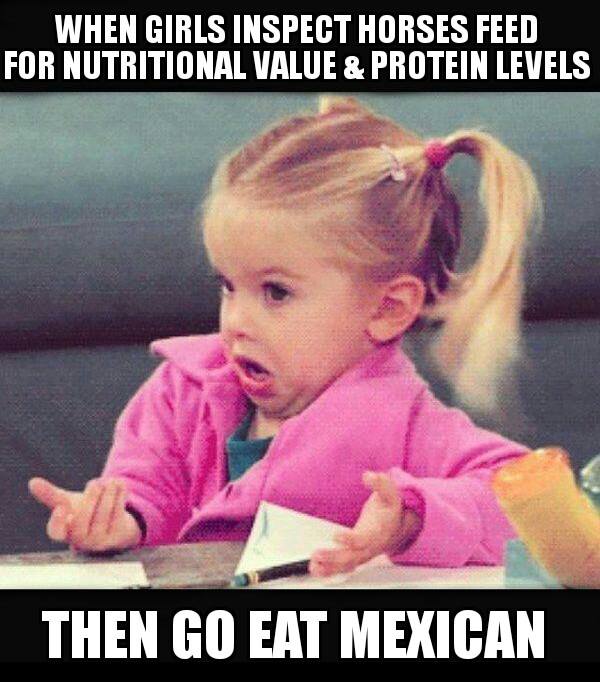 WHEN GIRLS INSPECT HORSES FEED
FOR NUTRITIONAL VALUE & PROTEIN LEVELS
THEN GO EAT MEXICAN